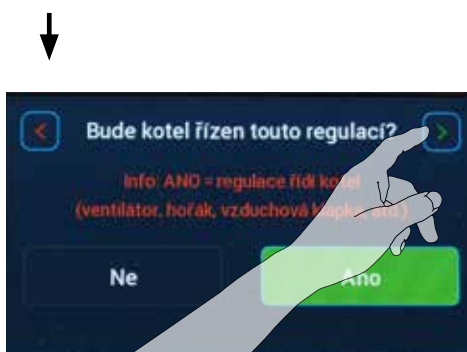 Bude kotel řízen touto regulací?
Info: ANO = regulace řídí kotel
(ventilátor, hořák, vzduchová klapka, atd.)
Ne
Ano